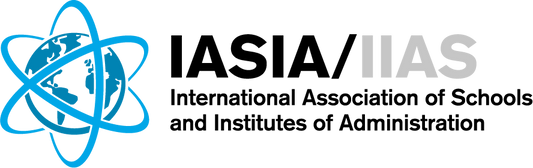 IASIA/IIAS
International Association of Schools
and Institutes of Administration